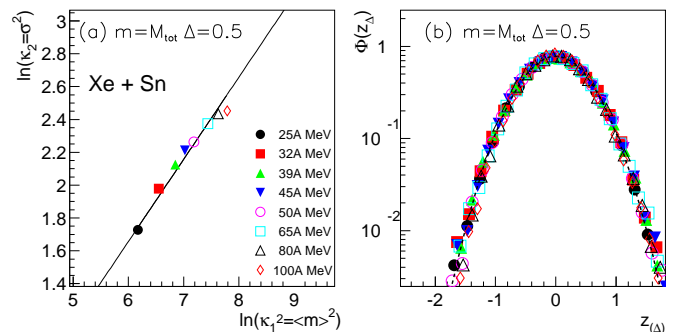 (a) m=M_tot Δ=0.5
ln(κ₂=σ²)
3
2.8
2.6
2.4
2.2
2
1.8
1.6
1.4
Xe + Sn
25A MeV
32A MeV
39A MeV
45A MeV
50A MeV
65A MeV
80A MeV
100A MeV
5 6 7 8 9
ln(κ₁²=<m>²)
(b) m=M_tot Δ=0.5
Φ(z_Δ)
1
10⁻¹
10⁻²
-2 -1 0 1
z_(Δ)